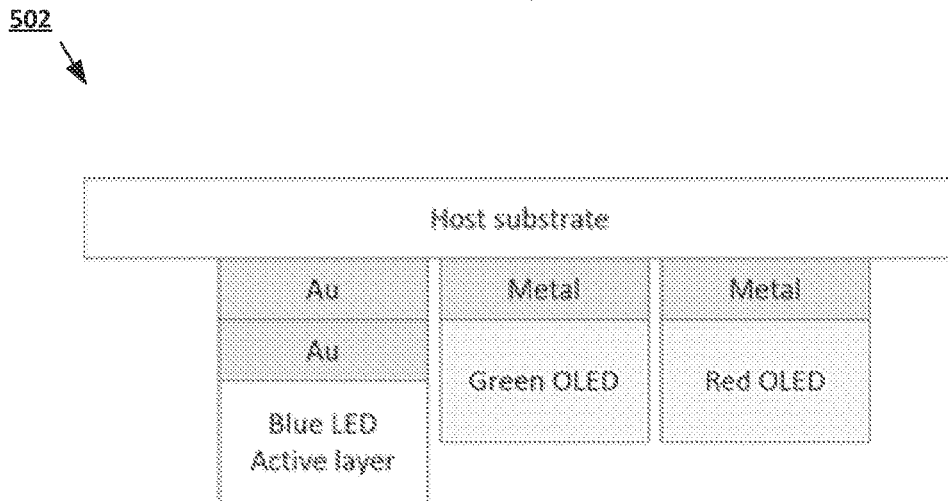 502
Host substrate
Au Metal Metal
Au
Green OLED Red OLED
Blue LED
Active layer